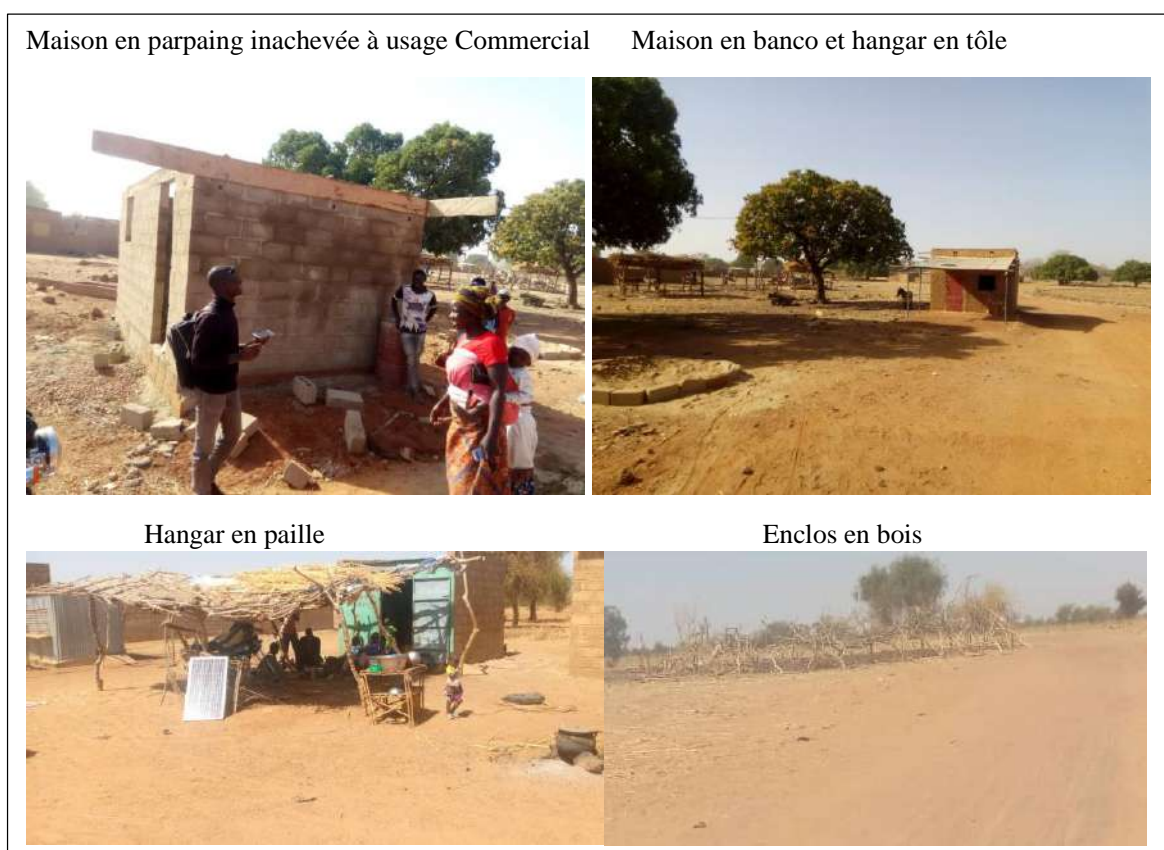 Maison en parpaing inachevée à usage Commercial
Maison en banco et hangar en tôle
Hangar en paille
Enclos en bois